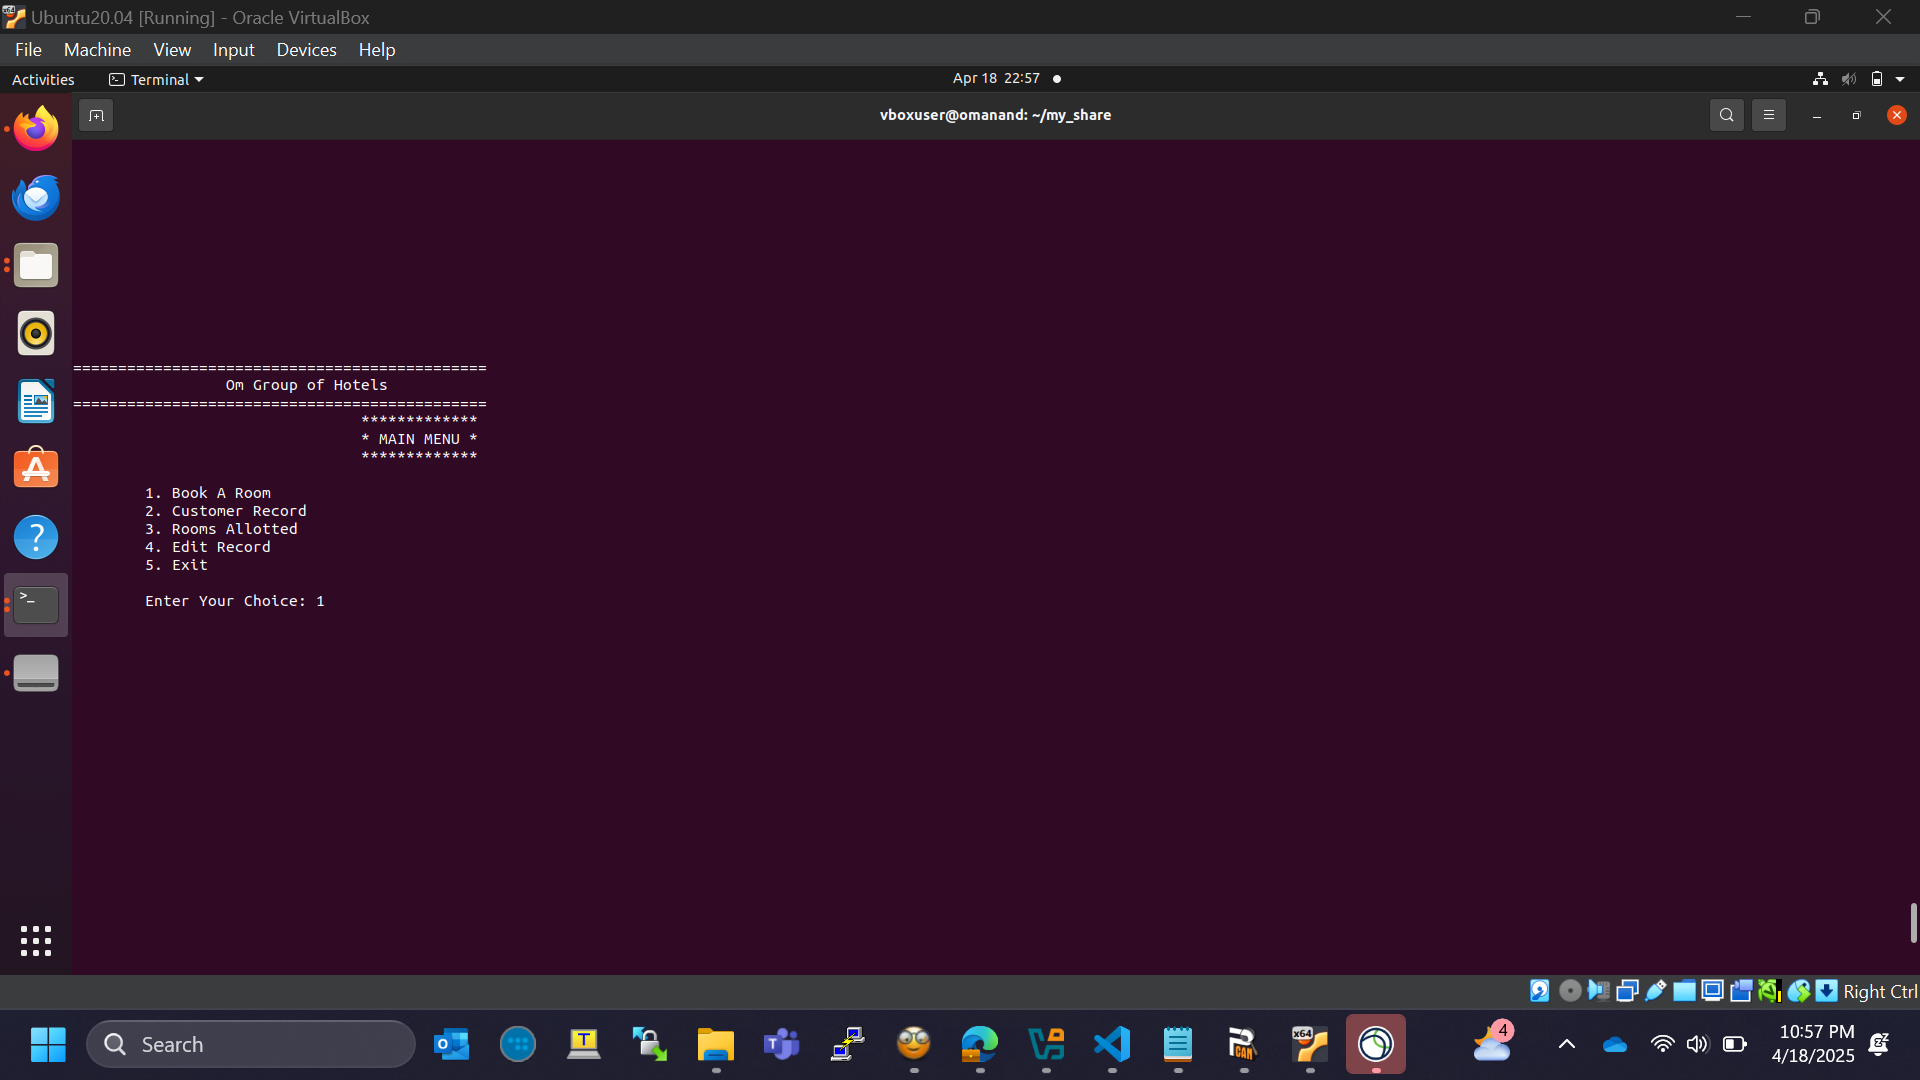 Ubuntu20.04 [Running] - Oracle VirtualBox
File Machine View Input Devices Help
Activities Terminal Apr 18 22:57
vboxuser@omanand: ~/my_share
==============================================
Om Group of Hotels
==============================================
*************
* MAIN MENU *
*************
1. Book A Room
2. Customer Record
3. Rooms Allotted
4. Edit Record
5. Exit
Enter Your Choice: 1
Right Ctrl
Search
4
10:57 PM
4/18/2025